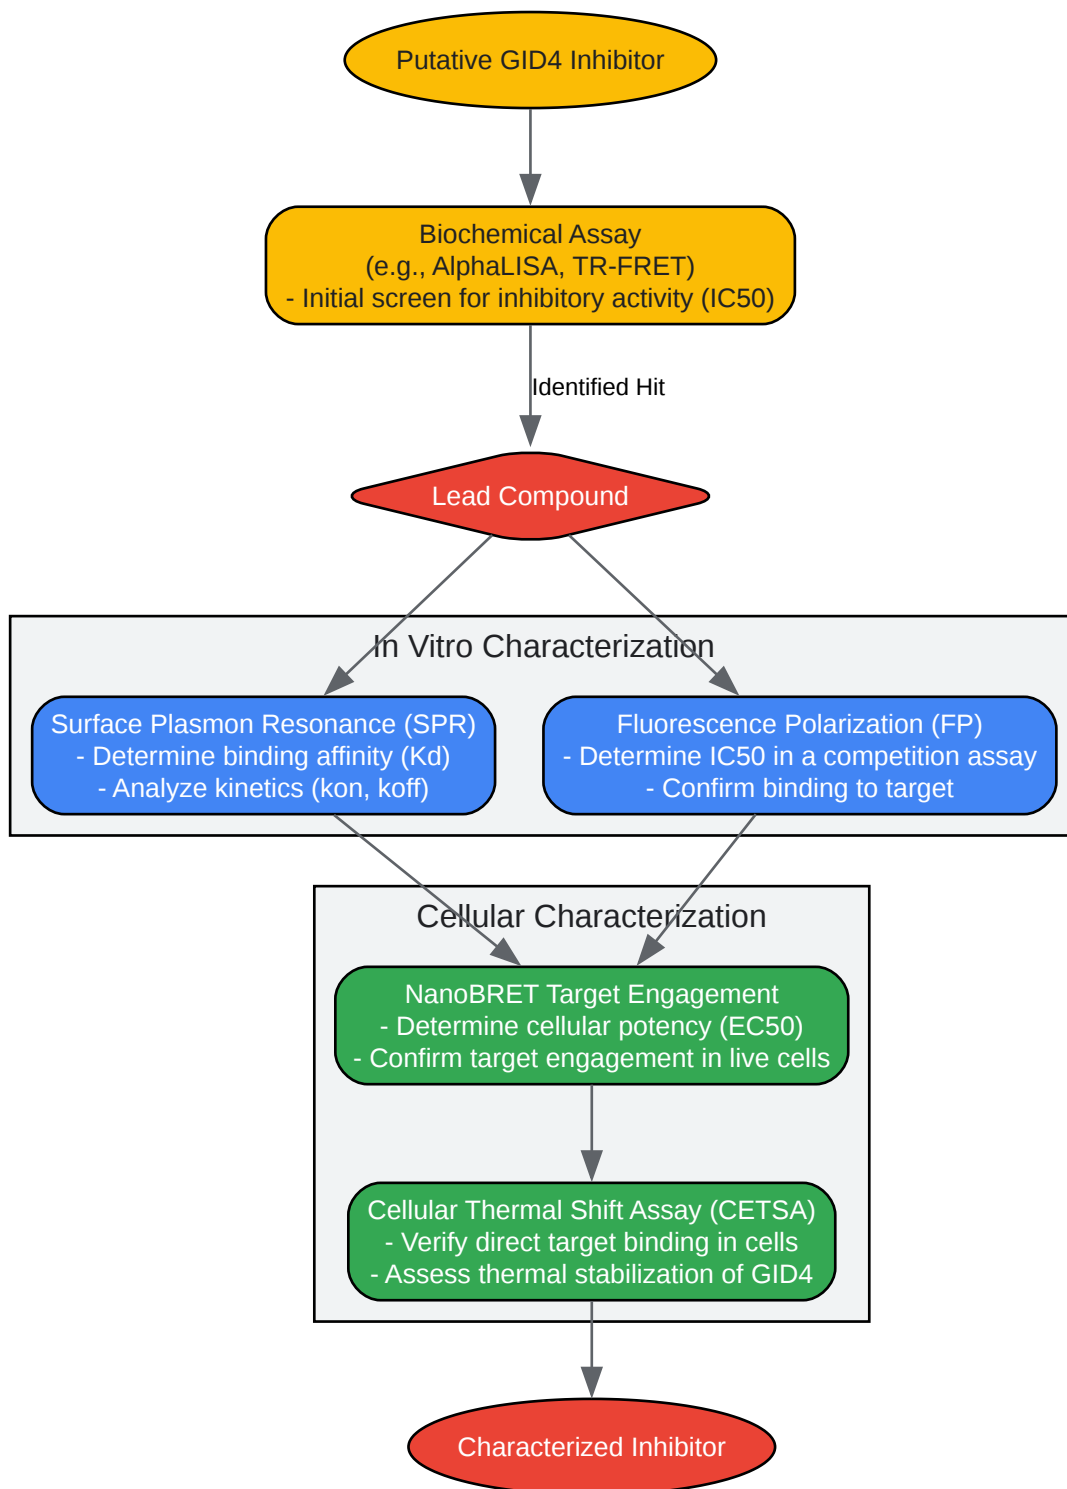 Putative GID4 Inhibitor
Biochemical Assay
(e.g., AlphaLISA, TR-FRET)
- Initial screen for inhibitory activity (IC50)
Identified Hit
Lead Compound
In Vitro Characterization
Surface Plasmon Resonance (SPR)
- Determine binding affinity (Kd)
- Analyze kinetics (kon, koff)
Fluorescence Polarization (FP)
- Determine IC50 in a competition assay
- Confirm binding to target
Cellular Characterization
NanoBRET Target Engagement
- Determine cellular potency (EC50)
- Confirm target engagement in live cells
Cellular Thermal Shift Assay (CETSA)
- Verify direct target binding in cells
- Assess thermal stabilization of GID4
Characterized Inhibitor